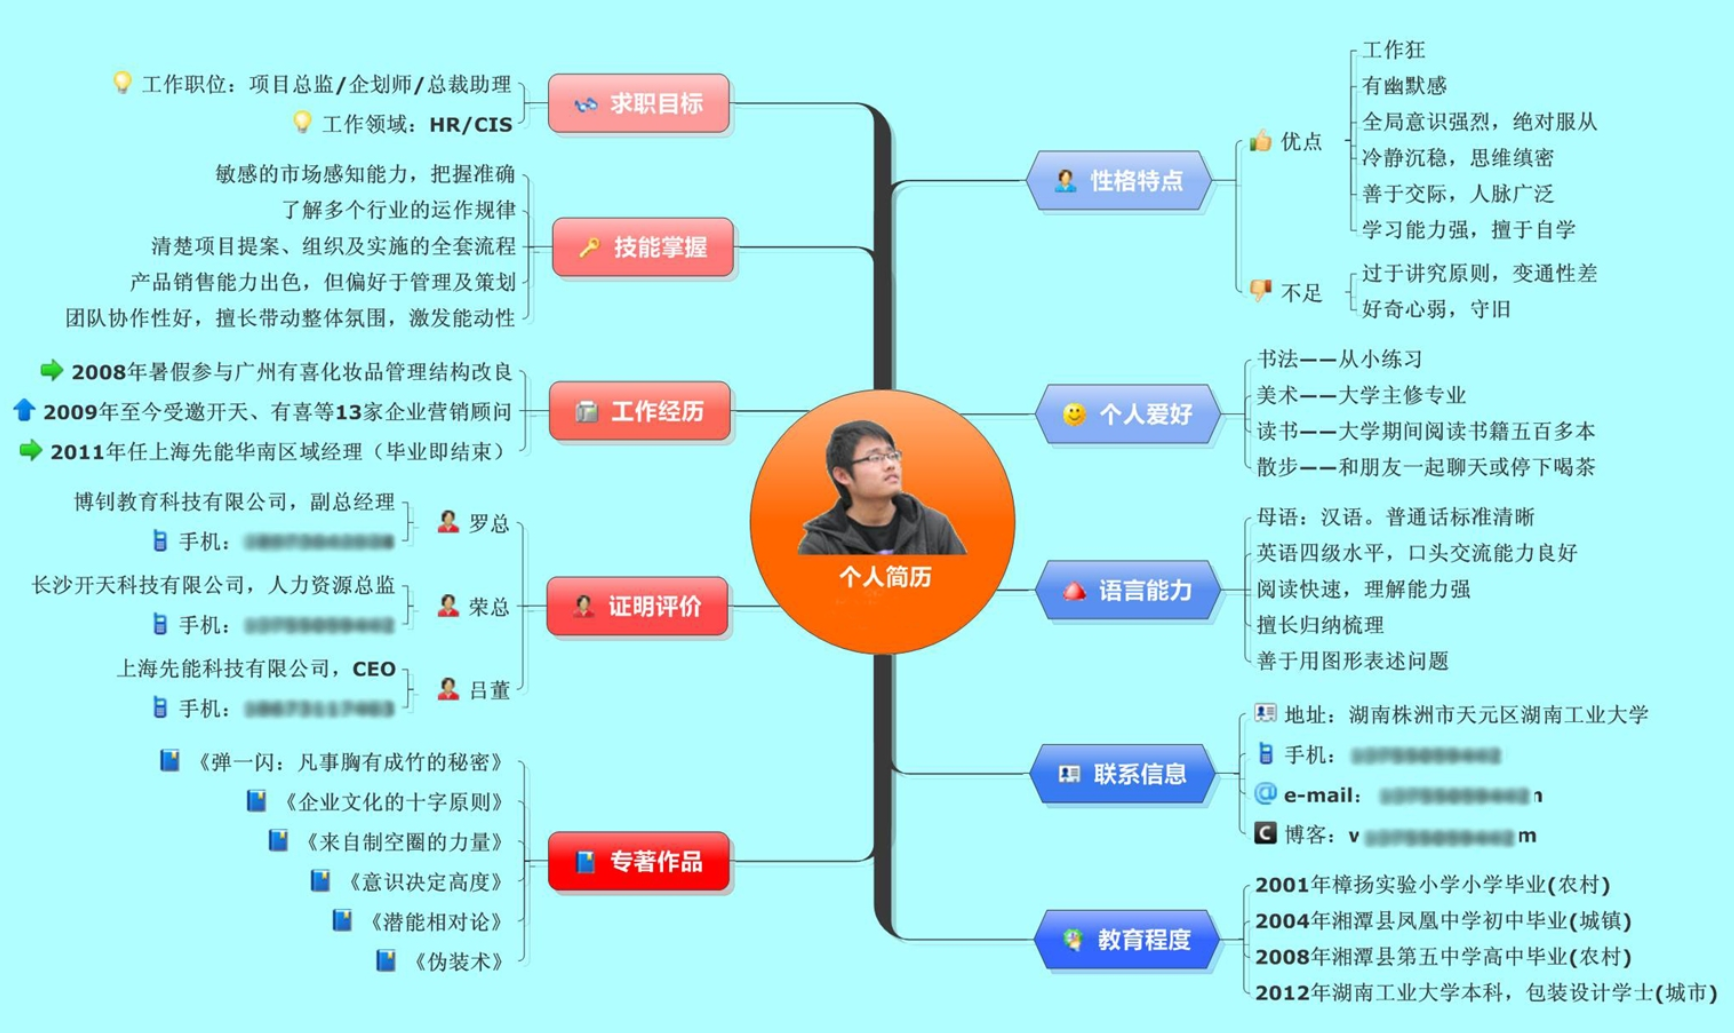 个人简历
求职目标
工作职位：项目总监/企划师/总裁助理
工作领域：HR/CIS
技能掌握
敏感的市场感知能力，把握准确
了解多个行业的运作规律
清楚项目提案、组织及实施的全套流程
产品销售能力出色，但偏好于管理及策划
团队协作性好，擅长带动整体氛围，激发能动性
工作经历
2008年暑假参与广州有喜化妆品管理结构改良
2009年至今受邀开天、有喜等13家企业营销顾问
2011年任上海先能华南区域经理（毕业即结束）
证明评价
罗总
博钊教育科技有限公司，副总经理
手机：
荣总
长沙开天科技有限公司，人力资源总监
手机：
吕董
上海先能科技有限公司，CEO
手机：
专著作品
《弹一闪：凡事胸有成竹的秘密》
《企业文化的十字原则》
《来自制空圈的力量》
《意识决定高度》
《潜能相对论》
《伪装术》
性格特点
优点
工作狂
有幽默感
全局意识强烈，绝对服从
冷静沉稳，思维缜密
善于交际，人脉广泛
学习能力强，擅于自学
不足
过于讲究原则，变通性差
好奇心弱，守旧
个人爱好
书法——从小练习
美术——大学主修专业
读书——大学期间阅读书籍五百多本
散步——和朋友一起聊天或停下喝茶
语言能力
母语：汉语。普通话标准清晰
英语四级水平，口头交流能力良好
阅读快速，理解能力强
擅长归纳梳理
善于用图形表述问题
联系信息
地址：湖南株洲市天元区湖南工业大学
手机：
e-mail：
博客：v m
教育程度
2001年樟扬实验小学小学毕业(农村)
2004年湘潭县凤凰中学初中毕业(城镇)
2008年湘潭县第五中学高中毕业(农村)
2012年湖南工业大学本科，包装设计学士(城市)